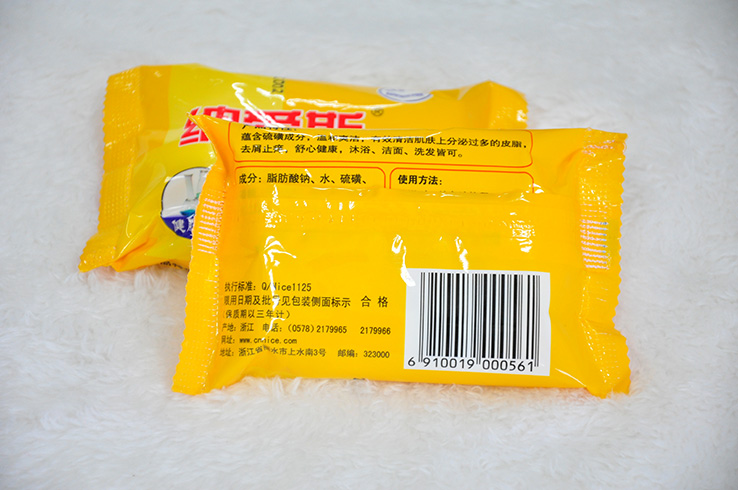 纳爱斯®
产品特性:
蕴含硫磺成分,温和爽洁,有效清洁肌肤上分泌过多的皮脂,
去屑止痒,舒心健康,沐浴、洁面、洗发皆可。
成分:脂肪酸钠、水、硫磺、
使用方法:
执行标准:Q/Nice1125
限用日期及批号见包装侧面标示 合格
(保质期以三年计)
产地:浙江 电话:(0578)2179965 2179966
网址:www.cnnice.com
地址:浙江省丽水市上水南3号 邮编:323000
6 910019 000561